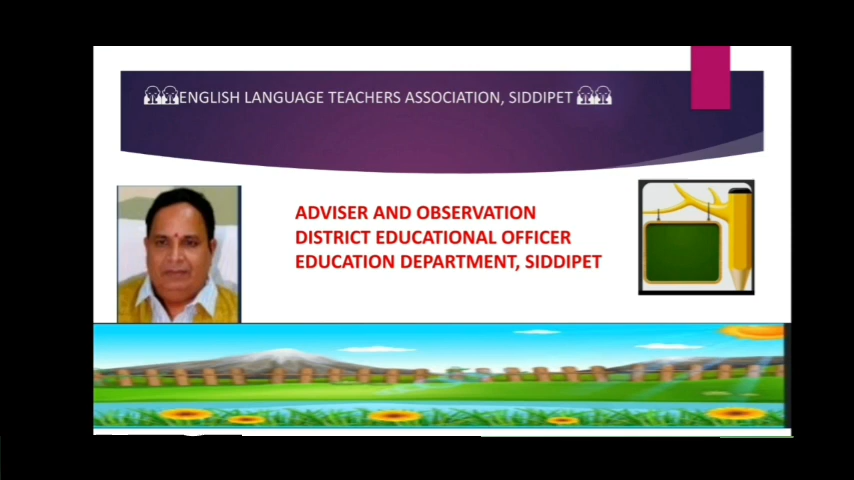 ENGLISH LANGUAGE TEACHERS ASSOCIATION, SIDDIPET
ADVISER AND OBSERVATION
DISTRICT EDUCATIONAL OFFICER
EDUCATION DEPARTMENT, SIDDIPET